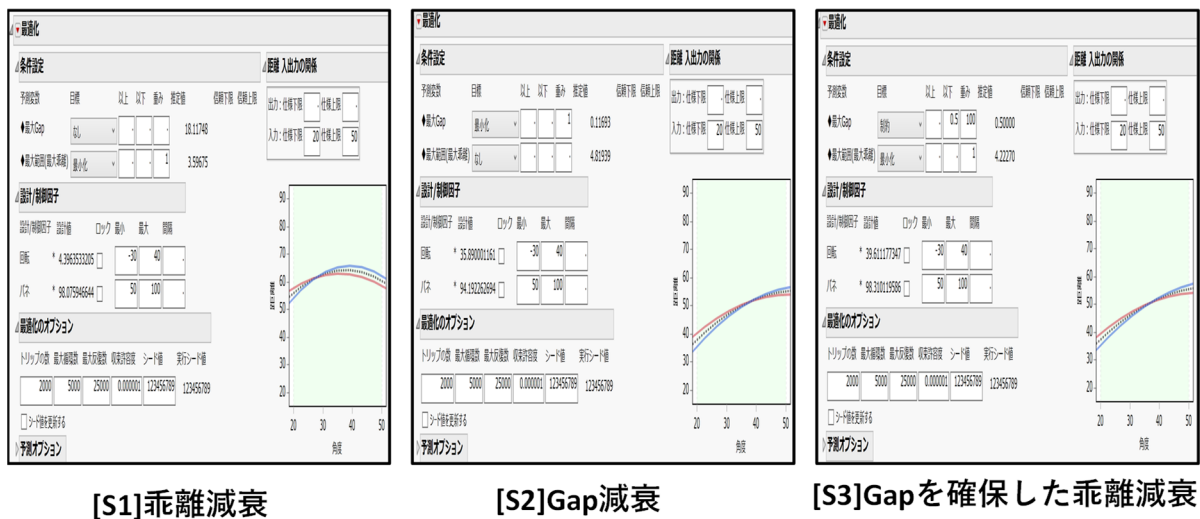 最適化
条件設定
予測変数 目標 以上 以下 重み 推定値 信頼下限 信頼上限
最大Gap なし . . . 18.11748
最大範囲(最大乖離) 最小化 . . 1 3.59675
設計/制御因子
設計/制御因子 設計値 ロック 最小 最大 間隔
回転 * 4.3963533205 -30 40 .
バネ * 98.075946644 50 100 .
最適化のオプション
トリップの数 最大循環数 最大反復数 収束許容度 シード値 実行シード値
2000 5000 25000 0.000001 123456789 123456789
シード値を更新する
予測オプション
距離 入出力の関係
出力:仕様下限 . 仕様上限 .
入力:仕様下限 20 仕様上限 50
90
80
70
60
50
40
30
20
20 30 40 50
角度
[S1]乖離減衰
最適化
条件設定
予測変数 目標 以上 以下 重み 推定値 信頼下限 信頼上限
最大Gap 最小化 . . 1 0.11693
最大範囲(最大乖離) なし . . . 4.81939
設計/制御因子
設計/制御因子 設計値 ロック 最小 最大 間隔
回転 * 35.890001161 -30 40 .
バネ * 94.192262694 50 100 .
最適化のオプション
トリップの数 最大循環数 最大反復数 収束許容度 シード値 実行シード値
2000 5000 25000 0.000001 123456789 123456789
シード値を更新する
予測オプション
距離 入出力の関係
出力:仕様下限 . 仕様上限 .
入力:仕様下限 20 仕様上限 50
90
80
70
60
50
40
30
20
20 30 40 50
角度
[S2]Gap減衰
最適化
条件設定
予測変数 目標 以上 以下 重み 推定値 信頼下限 信頼上限
最大Gap 制約 . 0.5 100 0.50000
最大範囲(最大乖離) 最小化 . . 1 4.22270
設計/制御因子
設計/制御因子 設計値 ロック 最小 最大 間隔
回転 * 39.611177347 -30 40 .
バネ * 98.310119586 50 100 .
最適化のオプション
トリップの数 最大循環数 最大反復数 収束許容度 シード値 実行シード値
2000 5000 25000 0.000001 123456789 123456789
シード値を更新する
予測オプション
距離 入出力の関係
出力:仕様下限 . 仕様上限 .
入力:仕様下限 20 仕様上限 50
90
80
70
60
50
40
30
20
20 30 40 50
角度
[S3]Gapを確保した乖離減衰